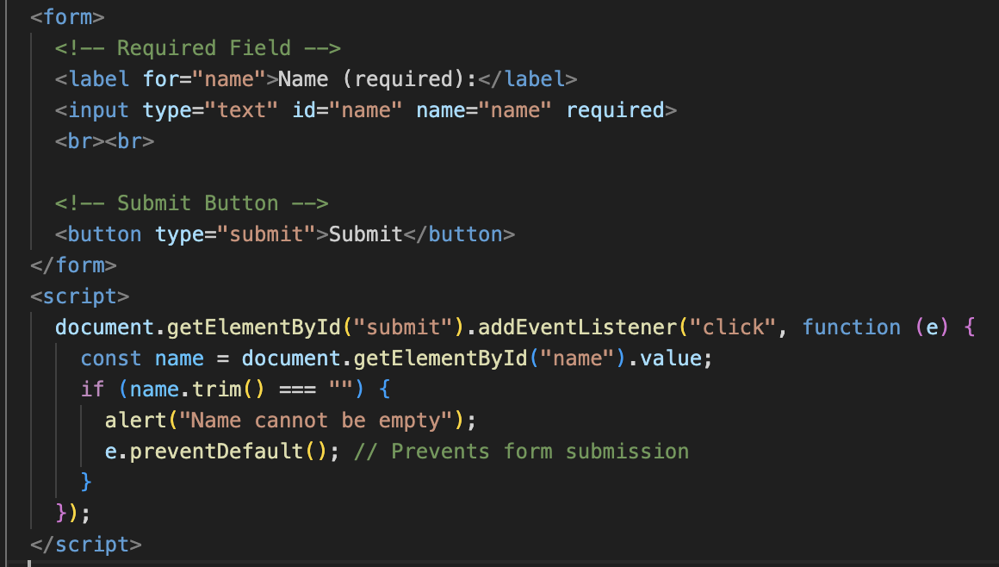 <form>
<!-- Required Field -->
<label for="name">Name (required):</label>
<input type="text" id="name" name="name" required>
<br><br>
<!-- Submit Button -->
<button type="submit">Submit</button>
</form>
<script>
document.getElementById("submit").addEventListener("click", function (e) {
const name = document.getElementById("name").value;
if (name.trim() === "") {
alert("Name cannot be empty");
e.preventDefault(); // Prevents form submission
}
});
</script>